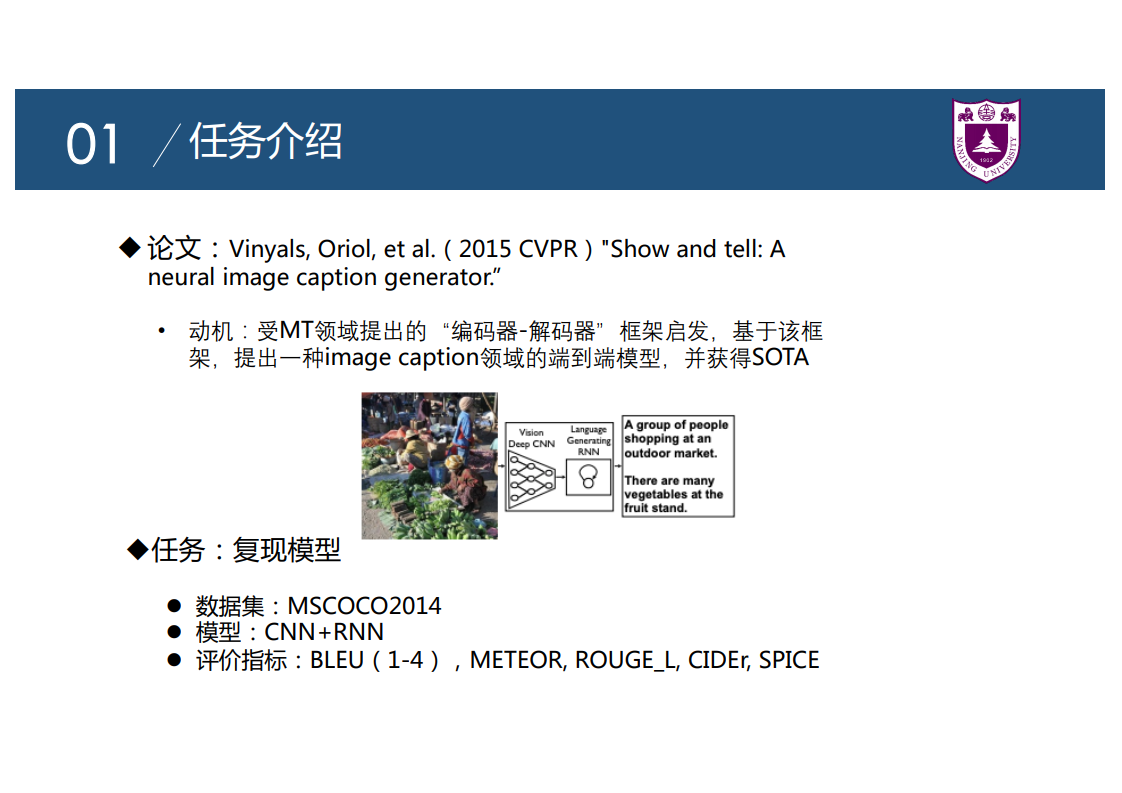 01
任务介绍
NANJING UNIVERSITY
1902
◆论文：Vinyals, Oriol, et al.（2015 CVPR）"Show and tell: A
neural image caption generator.”
• 动机：受MT领域提出的“编码器-解码器”框架启发，基于该框
架，提出一种image caption领域的端到端模型，并获得SOTA
Vision
Deep CNN
Language
Generating
RNN
A group of people
shopping at an
outdoor market.
There are many
vegetables at the
fruit stand.
◆任务：复现模型
● 数据集：MSCOCO2014
● 模型：CNN+RNN
● 评价指标：BLEU（1-4），METEOR, ROUGE_L, CIDEr, SPICE